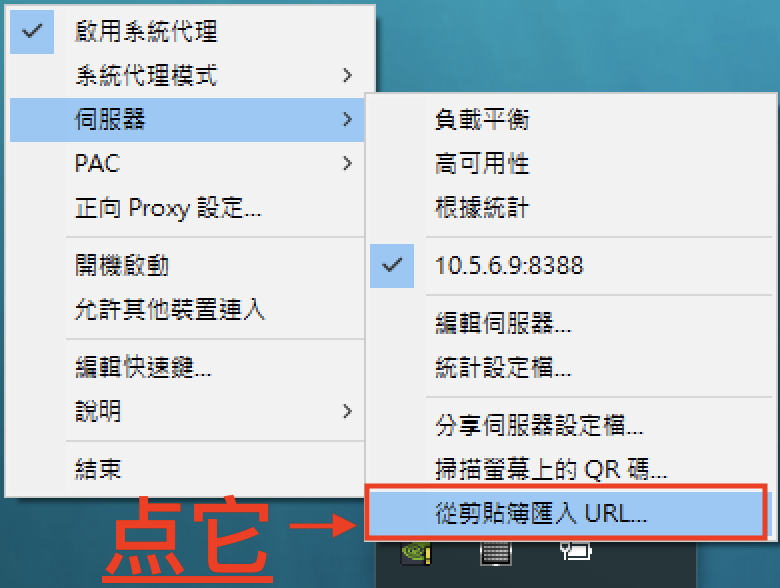 啟用系統代理
系統代理模式
伺服器
PAC
正向 Proxy 設定...
開機啟動
允許其他裝置連入
編輯快速鍵...
說明
結束
負載平衡
高可用性
根據統計
10.5.6.9:8388
編輯伺服器...
統計設定檔...
分享伺服器設定檔...
掃描螢幕上的 QR 碼...
從剪貼簿匯入 URL...
点它